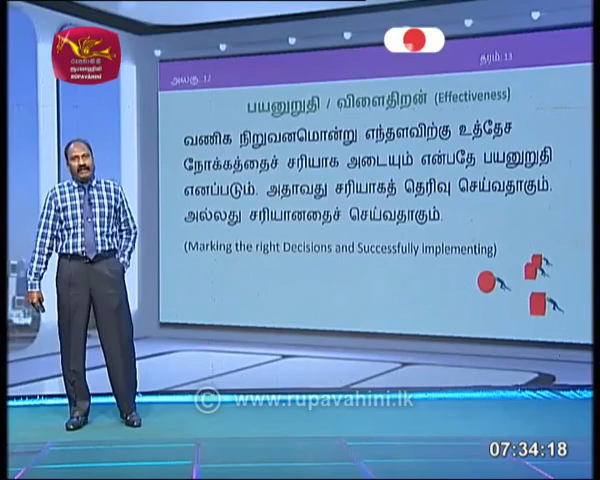 RUPAVAHINI
அலகு 12
தரம் 13
பயனுறுதி / விளைதிறன் (Effectiveness)
வணிக நிறுவனமொன்று எந்தளவிற்கு உத்தேச
நோக்கத்தைச் சரியாக அடையும் என்பதே பயனுறுதி
எனப்படும். அதாவது சரியாகத் தெரிவு செய்வதாகும்.
அல்லது சரியானதைச் செய்வதாகும்.
(Marking the right Decisions and Successfully implementing)
© www.rupavahini.lk
07:34:18